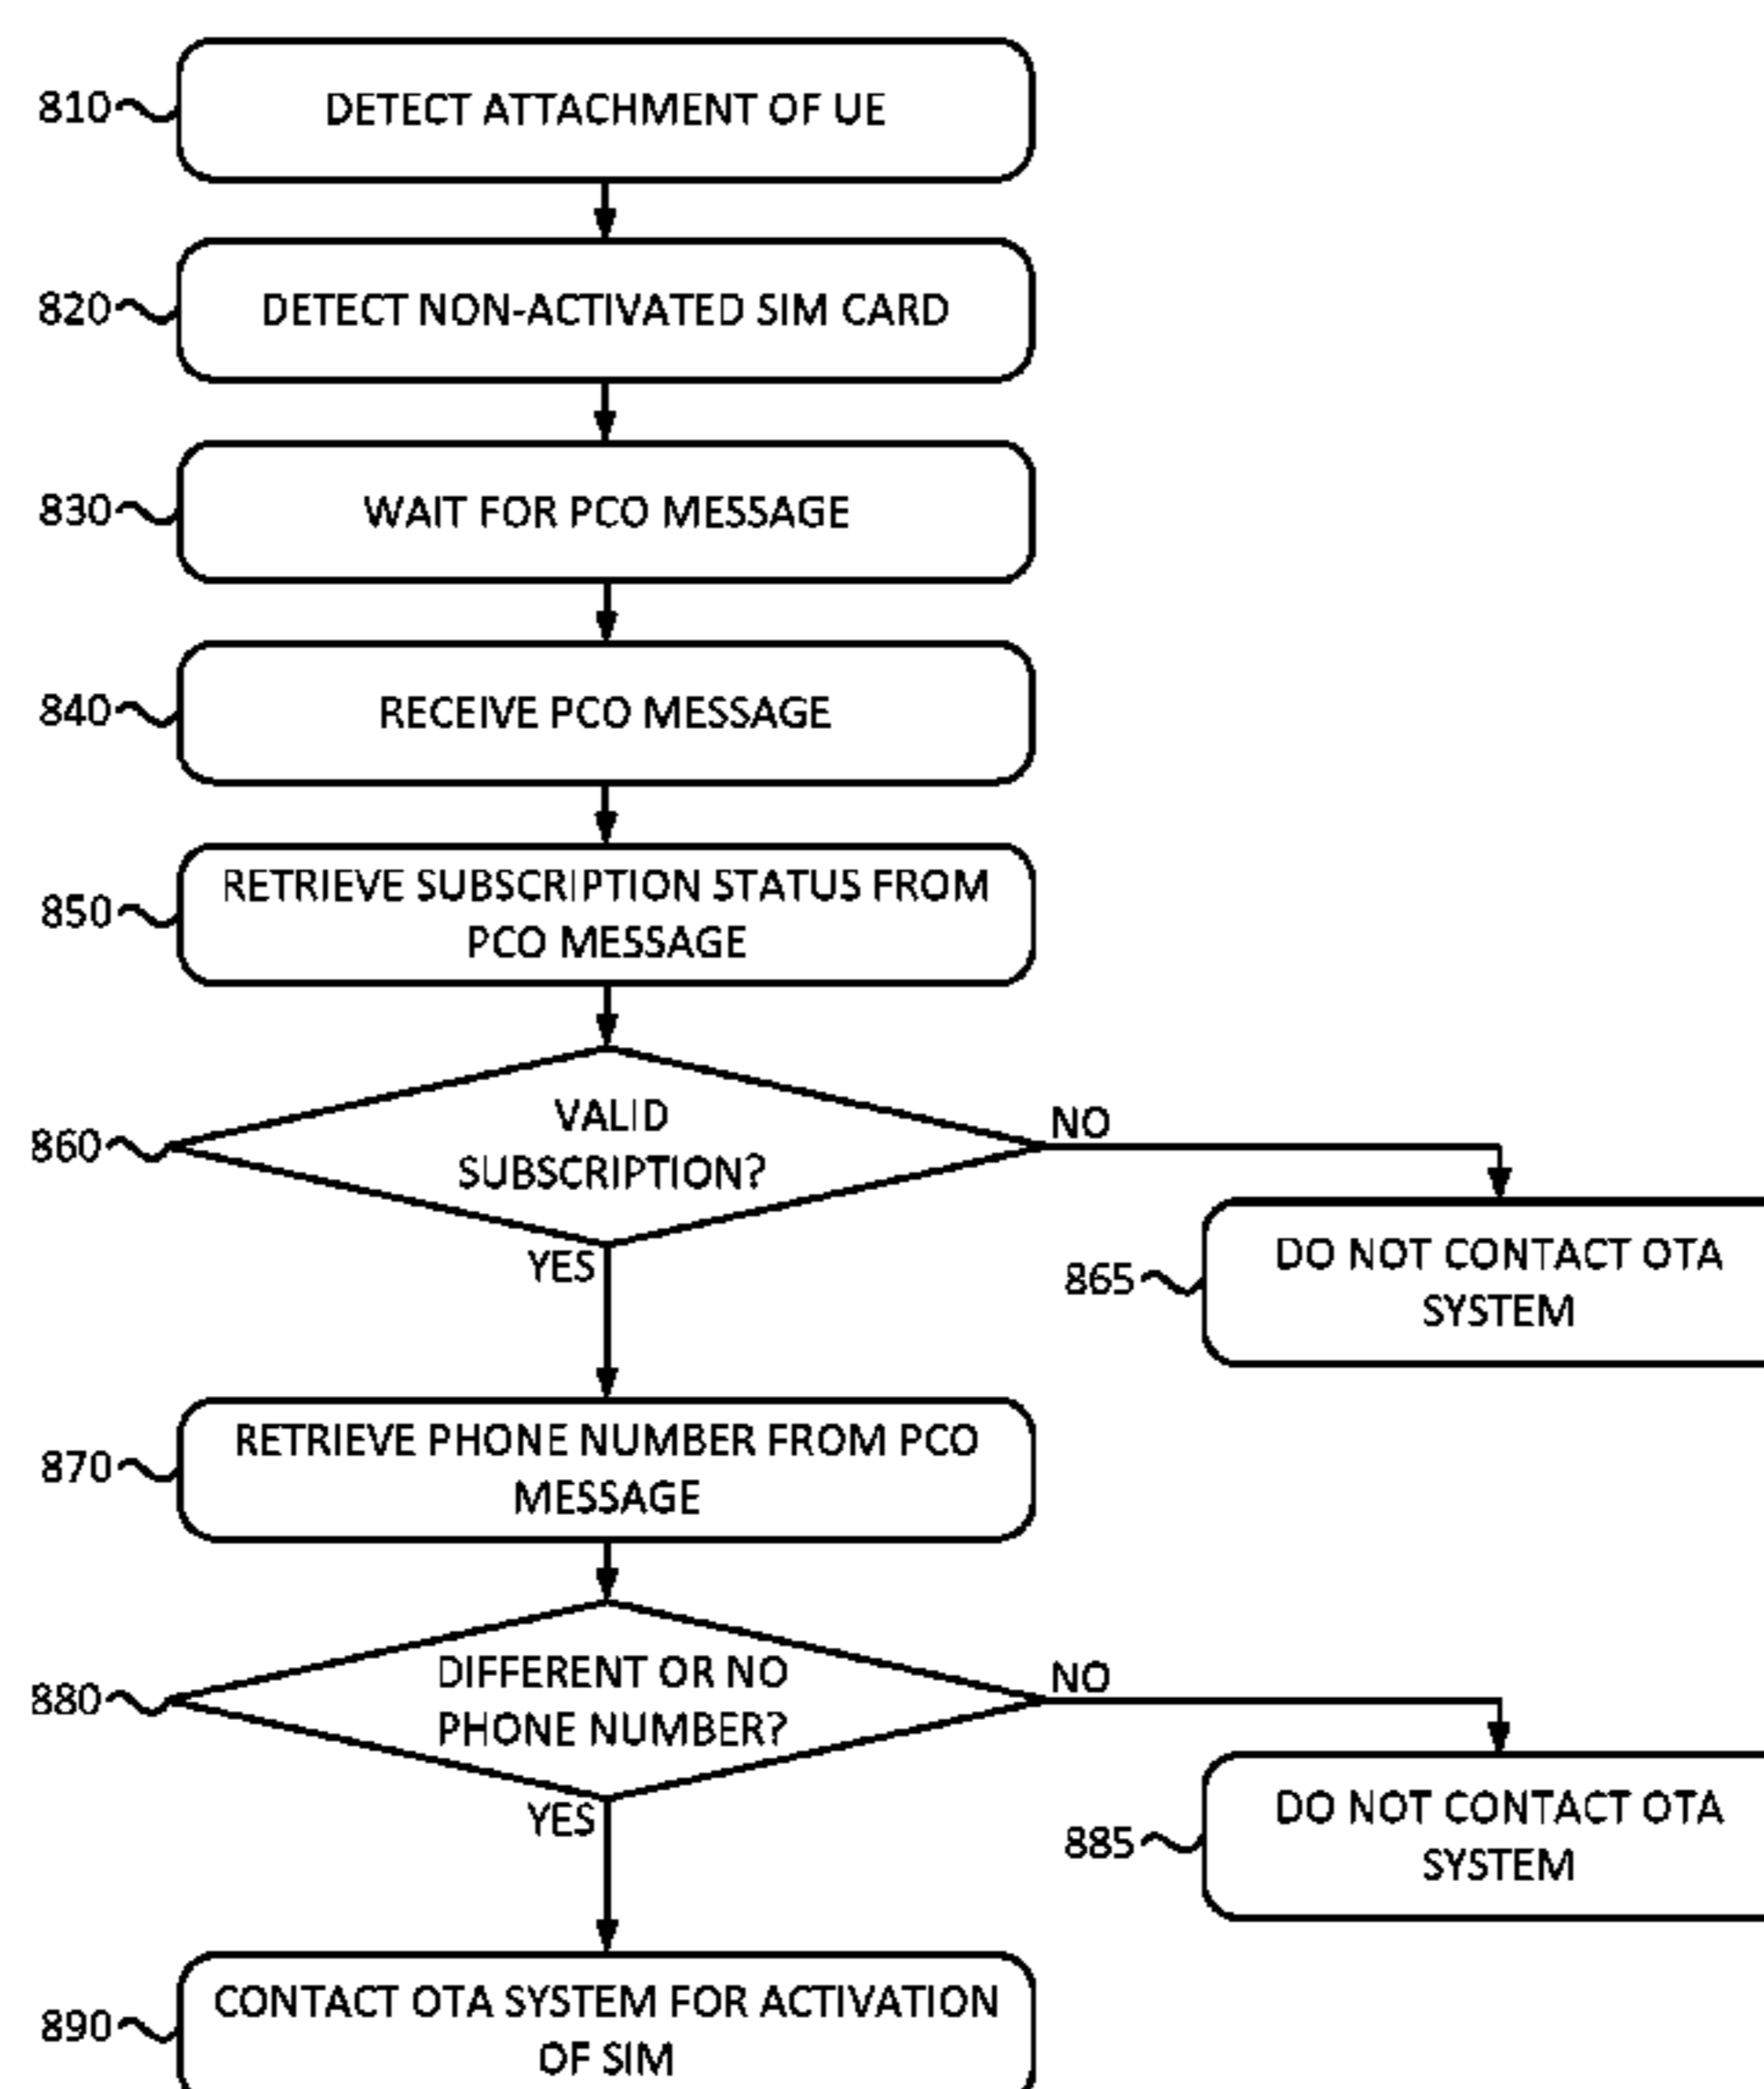 810
DETECT ATTACHMENT OF UE
820
DETECT NON-ACTIVATED SIM CARD
830
WAIT FOR PCO MESSAGE
840
RECEIVE PCO MESSAGE
850
RETRIEVE SUBSCRIPTION STATUS FROM
PCO MESSAGE
860
VALID
SUBSCRIPTION?
NO
YES
865
DO NOT CONTACT OTA
SYSTEM
870
RETRIEVE PHONE NUMBER FROM PCO
MESSAGE
880
DIFFERENT OR NO
PHONE NUMBER?
NO
YES
885
DO NOT CONTACT OTA
SYSTEM
890
CONTACT OTA SYSTEM FOR ACTIVATION
OF SIM